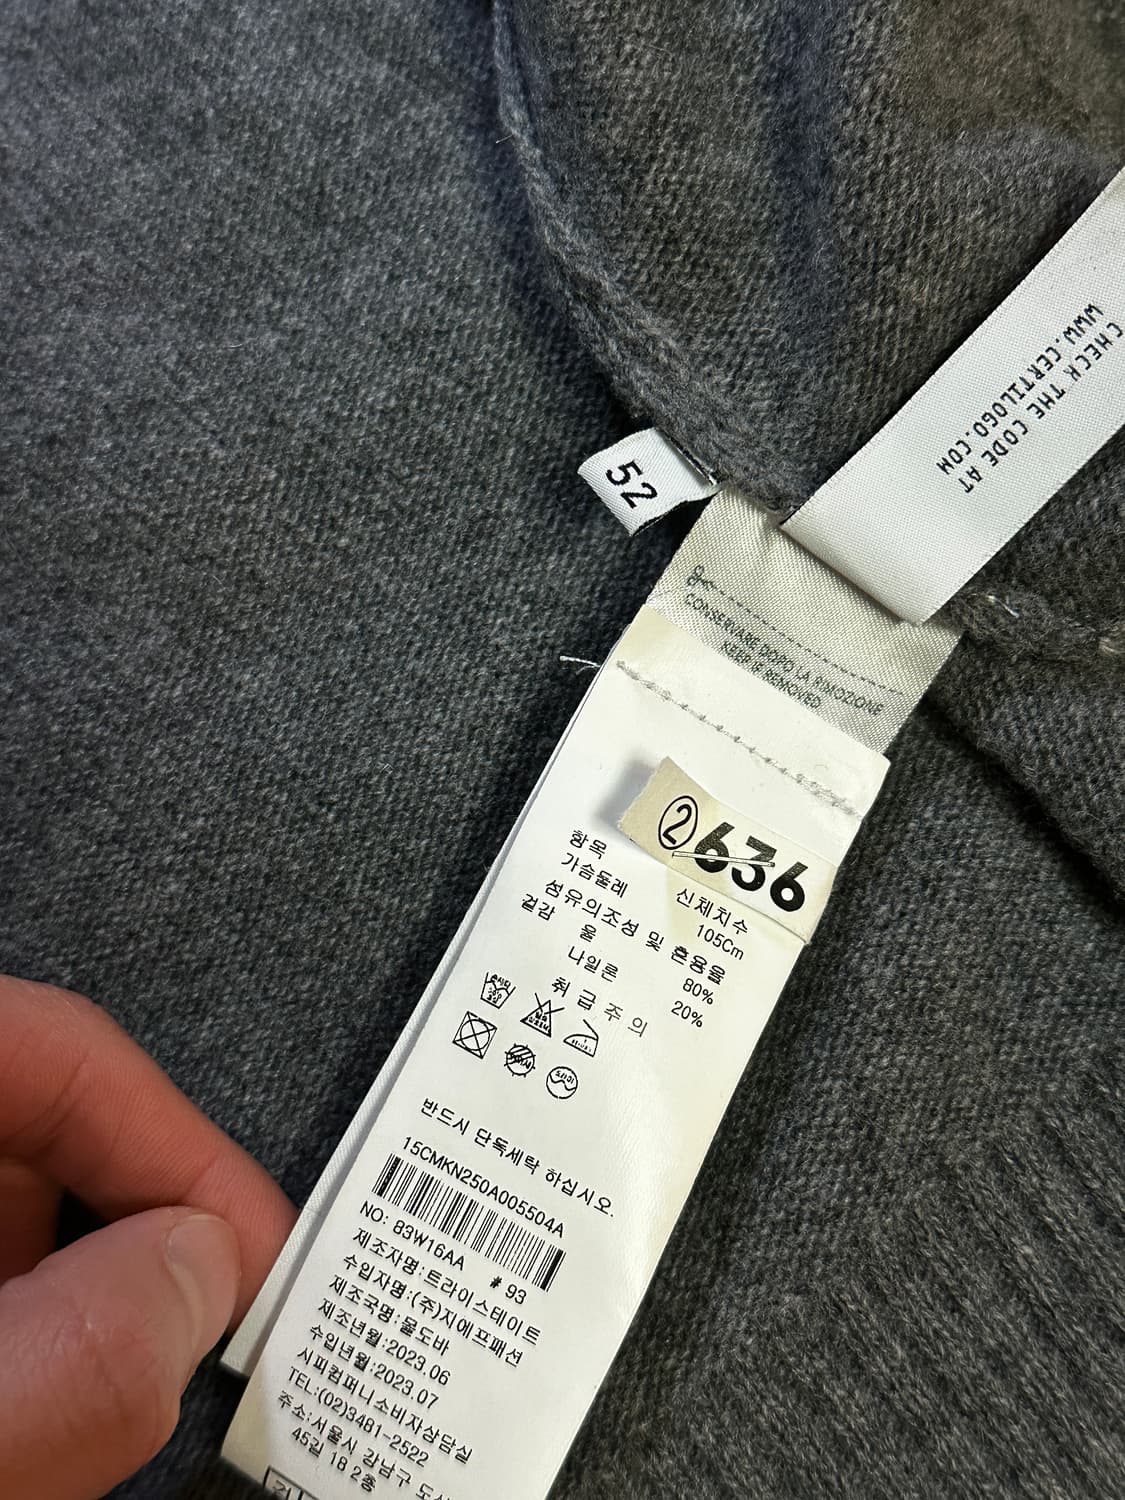 CHECK THE CODE AT
WWW.CERTILOGO.COM
52
CONSERVARE DOPO LA RIMOZIONE
KEEP IF REMOVED
②636
항목 신체치수
가슴둘레 105Cm
섬유의조성 및 혼용율
겉감 울 80%
나일론 20%
취 급 주 의
반드시 단독세탁 하십시오.
15CMKN250A005504A
NO: 83W16AA # 93
제조자명:트라이스테이트
수입자명:(주)지에프패션
제조국명:몰도바
제조년월:2023.06
수입년월:2023.07
시피컴퍼니소비자상담실
TEL:(02)3481-2522
주소:서울시 강남구
45길 18 2층